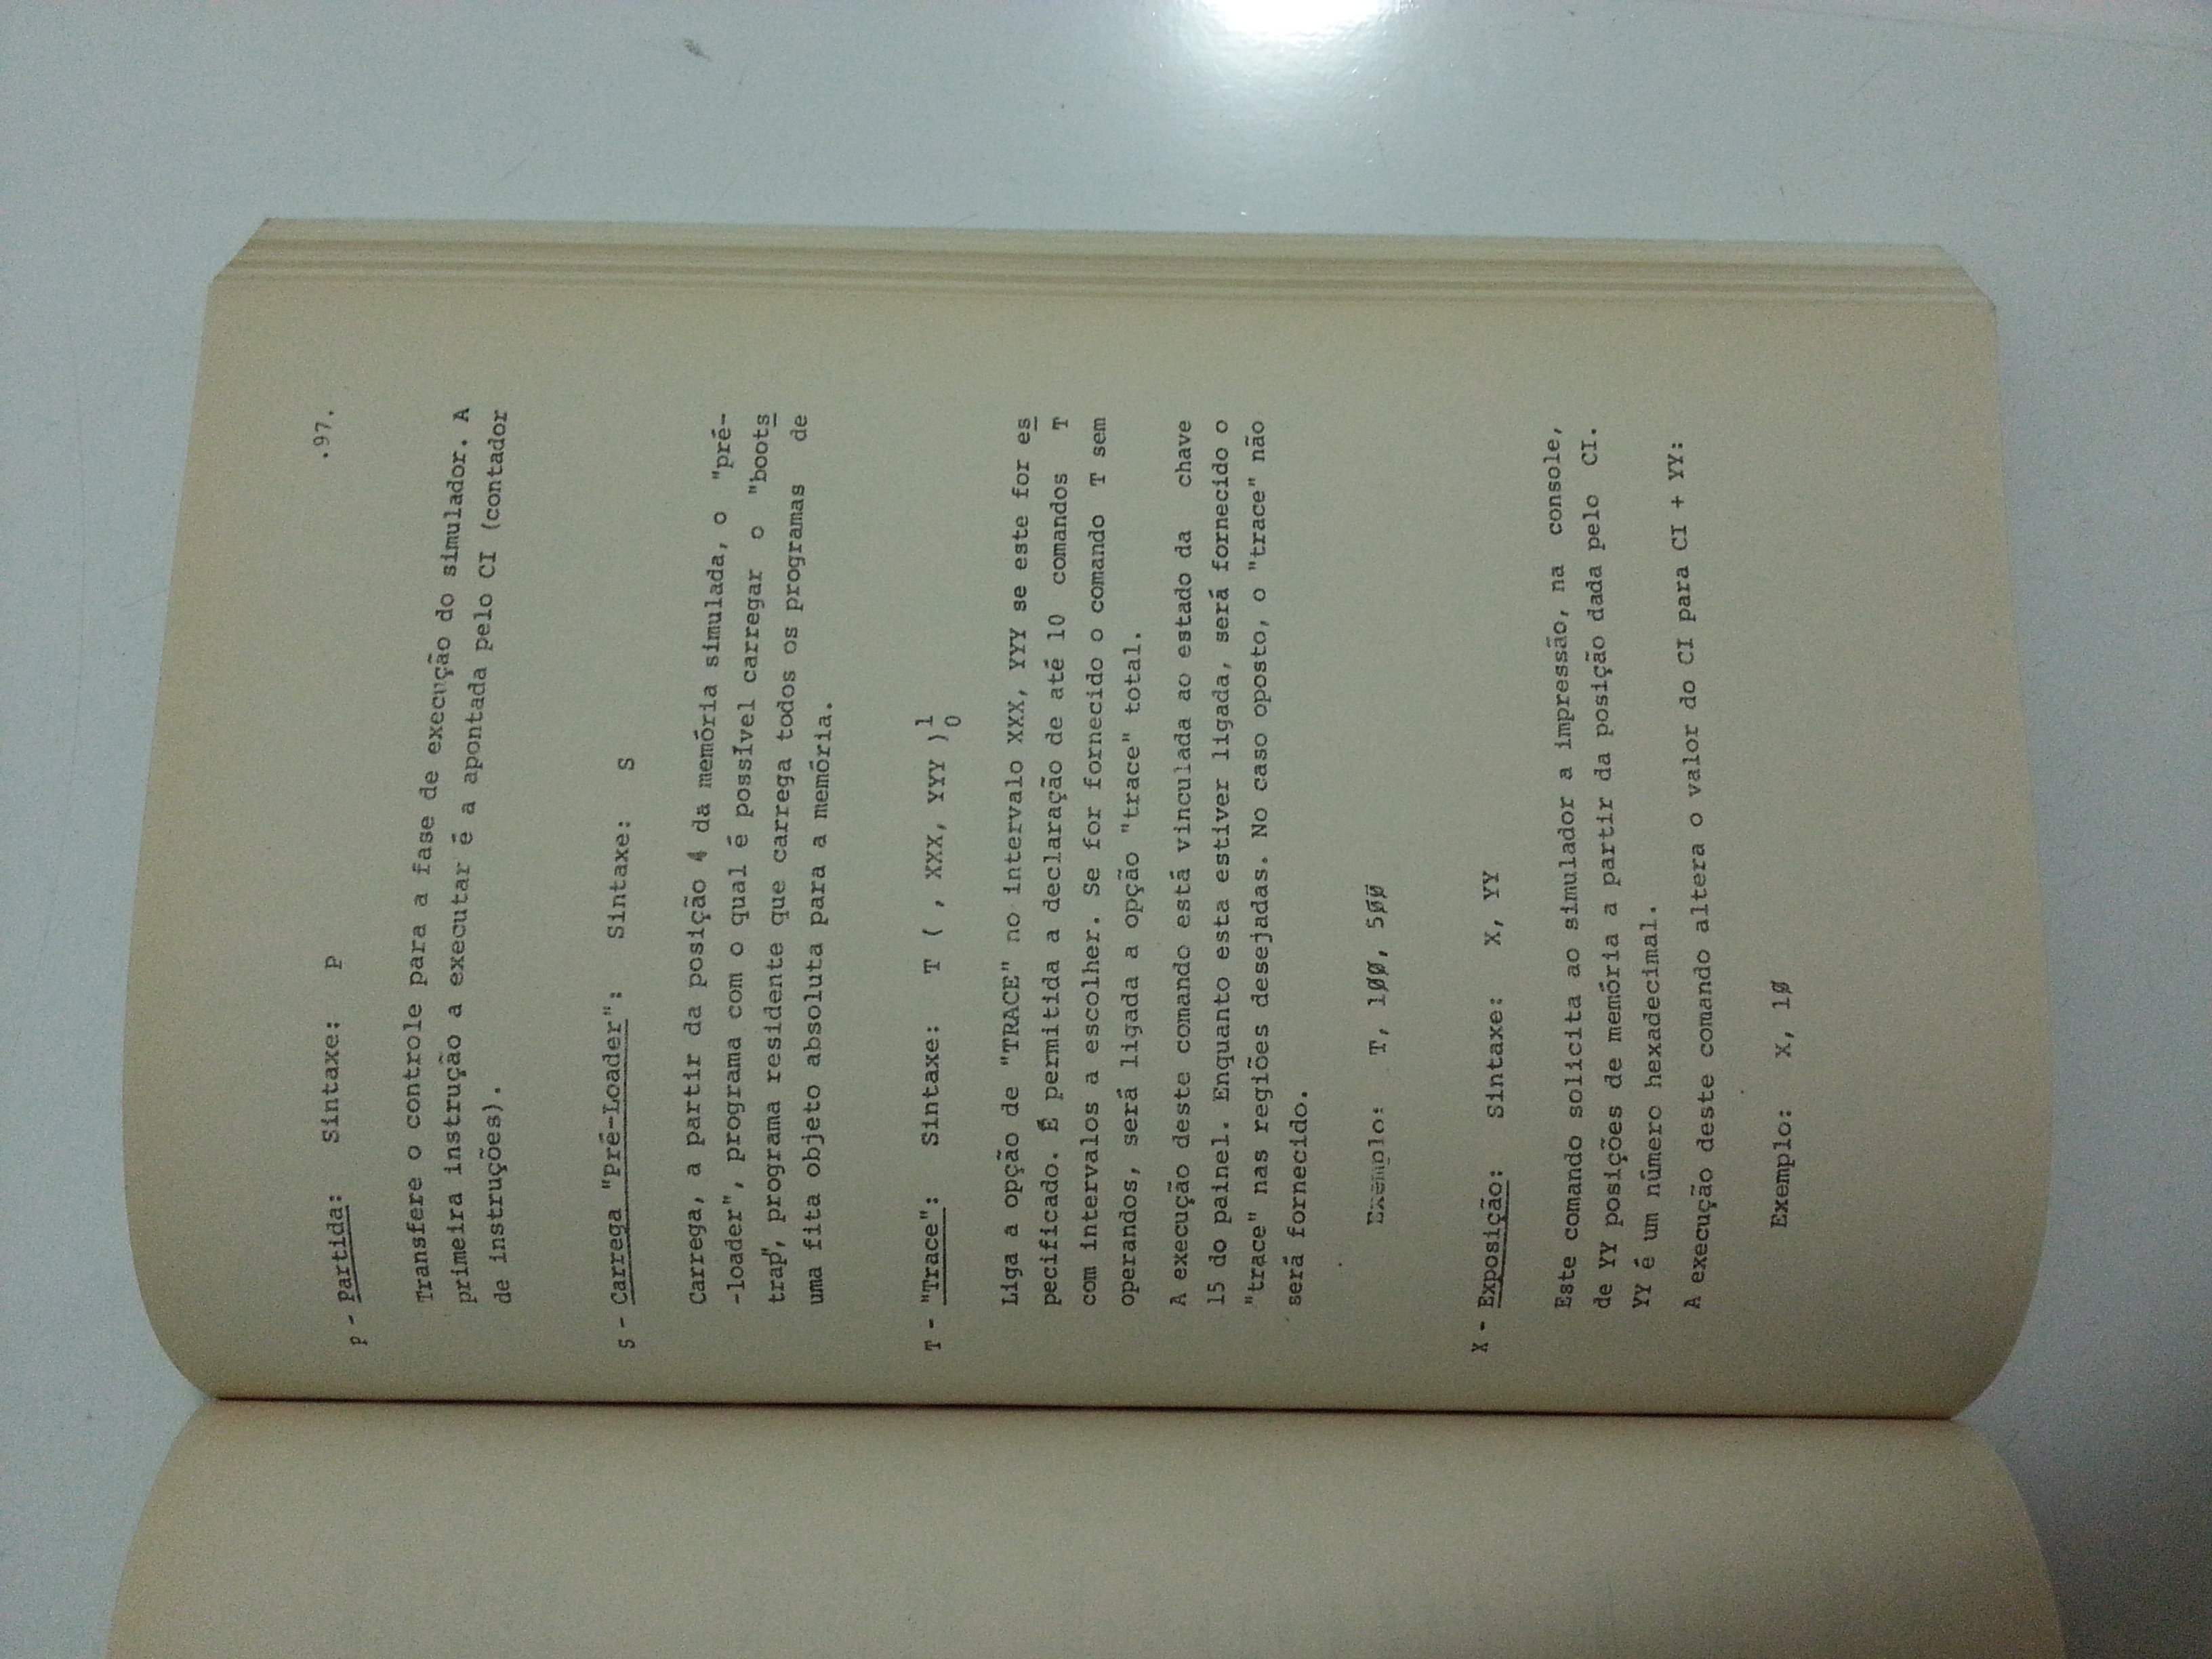 .97.
P - Partida:   Sintaxe:   P
Transfere o controle para a fase de execução do simulador. A
primeira instrução a executar é a apontada pelo CI (contador
de instruções).
S - Carrega "Pré-Loader":   Sintaxe:   S
Carrega, a partir da posição 4 da memória simulada, o "pré-
-loader", programa com o qual é possível carregar o "boots
trap", programa residente que carrega todos os programas de
uma fita objeto absoluta para a memória.
T - "Trace":   Sintaxe:   T ( , XXX, YYY )¹₀
Liga a opção de "TRACE" no intervalo XXX, YYY se este for es
pecificado. É permitida a declaração de até 10 comandos T
com intervalos a escolher. Se for fornecido o comando T sem
operandos, será ligada a opção "trace" total.
A execução deste comando está vinculada ao estado da chave
15 do painel. Enquanto esta estiver ligada, será fornecido o
"trace" nas regiões desejadas. No caso oposto, o "trace" não
será fornecido.
Exemplo:   T, 1ØØ, 5ØØ
X - Exposição:   Sintaxe:   X, YY
Este comando solicita ao simulador a impressão, na console,
de YY posições de memória a partir da posição dada pelo CI.
YY é um número hexadecimal.
A execução deste comando altera o valor do CI para CI + YY:
Exemplo:   X, 1Ø